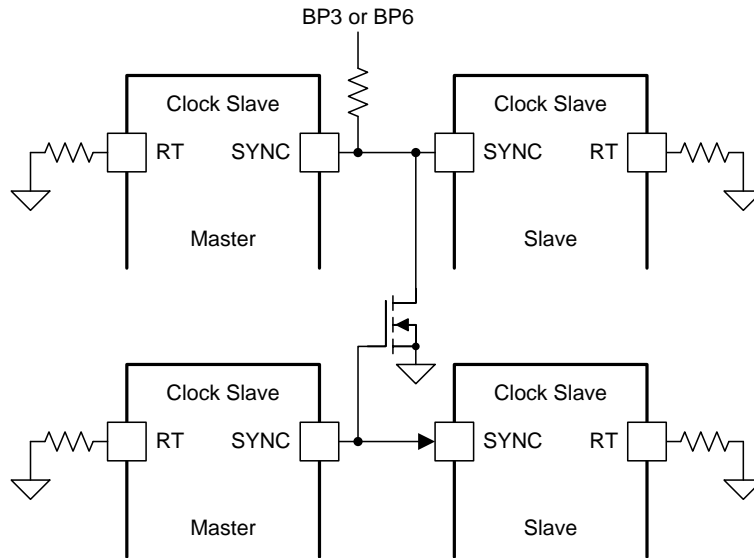 BP3 or BP6
Clock Slave
Clock Slave
RT
SYNC
SYNC
RT
Master
Slave
Clock Slave
Clock Slave
RT
SYNC
SYNC
RT
Master
Slave